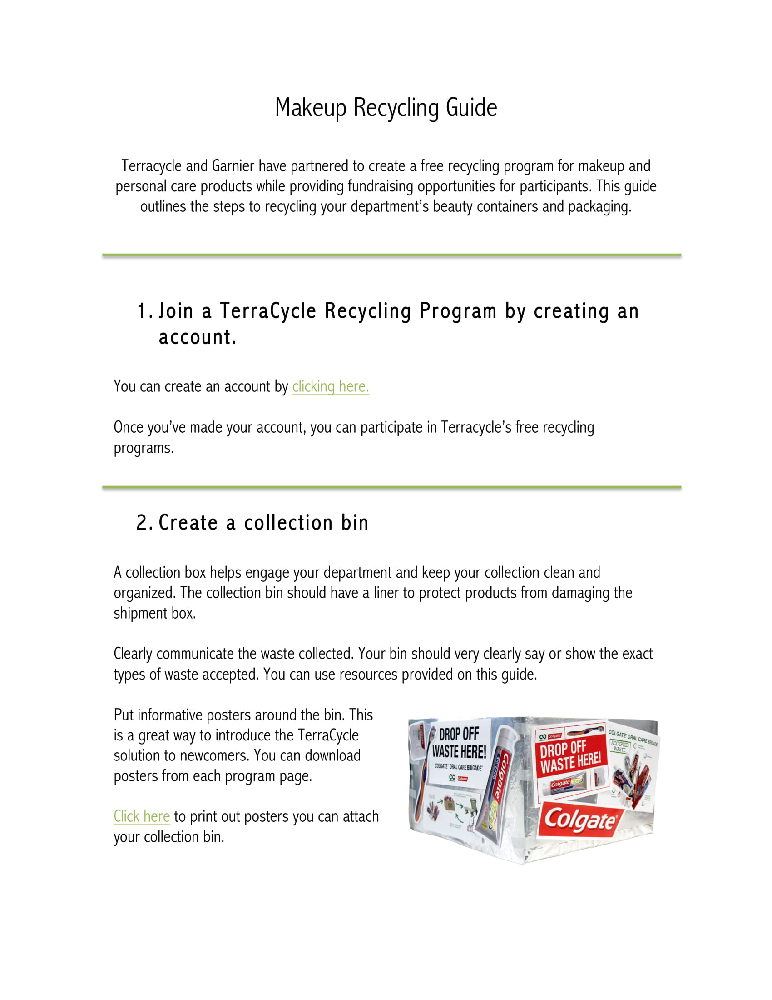 Makeup Recycling Guide
Terracycle and Garnier have partnered to create a free recycling program for makeup and
personal care products while providing fundraising opportunities for participants. This guide
outlines the steps to recycling your department’s beauty containers and packaging.
1. Join a TerraCycle Recycling Program by creating an
account.
You can create an account by clicking here.
Once you’ve made your account, you can participate in Terracycle’s free recycling
programs.
2. Create a collection bin
A collection box helps engage your department and keep your collection clean and
organized. The collection bin should have a liner to protect products from damaging the
shipment box.
Clearly communicate the waste collected. Your bin should very clearly say or show the exact
types of waste accepted. You can use resources provided on this guide.
Put informative posters around the bin. This
is a great way to introduce the TerraCycle
solution to newcomers. You can download
posters from each program page.
Click here to print out posters you can attach
your collection bin.
DROP OFF
WASTE HERE!
COLGATE® ORAL CARE BRIGADE®
Colgate
Colgate®
Total
WHITENING
Colgate
DROP OFF
WASTE HERE!
Colgate
Total
COLGATE® ORAL CARE BRIGADE®
ACCEPTED
WASTE
Colgate®